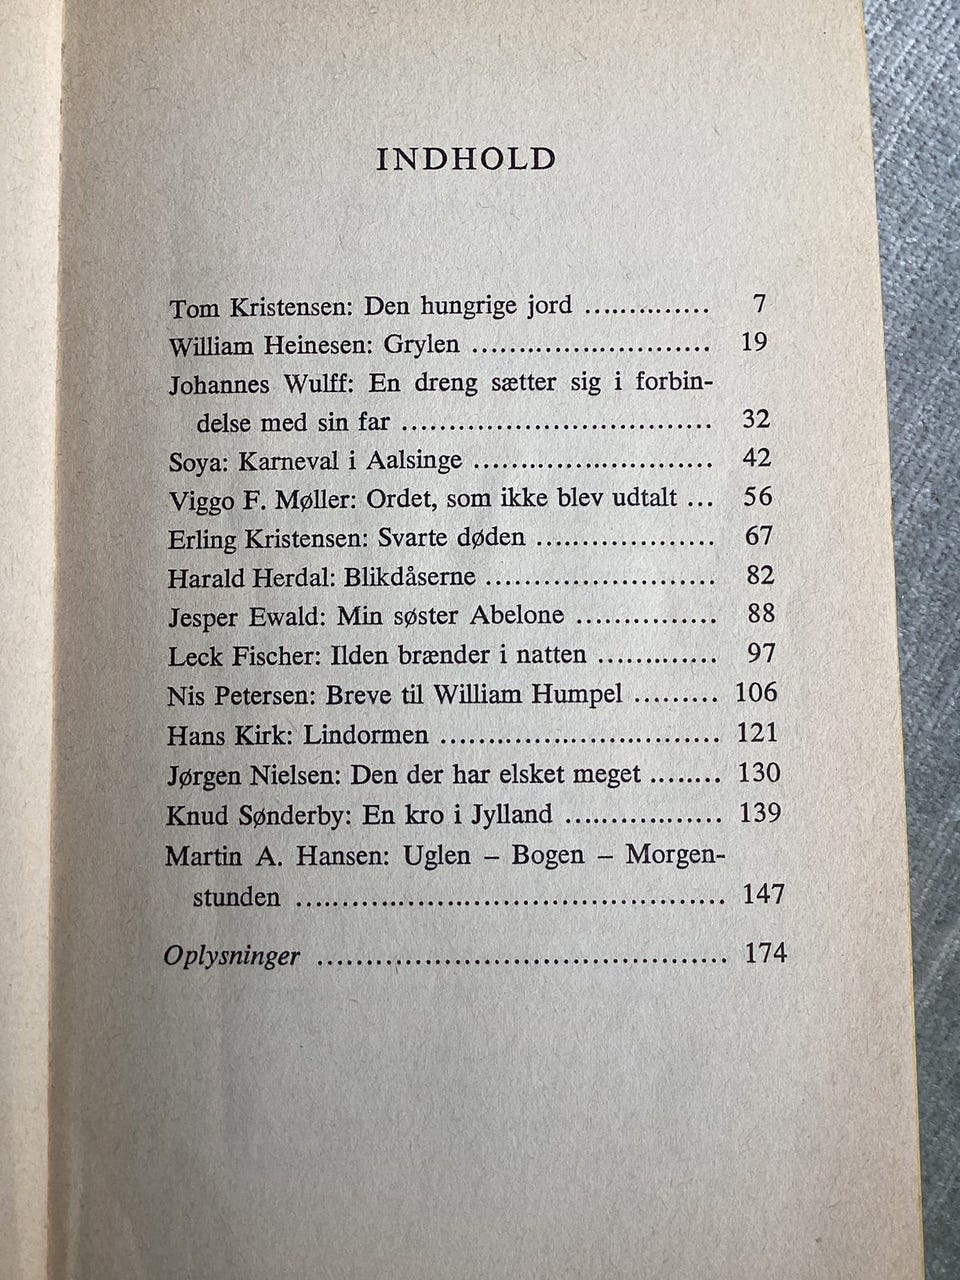 INDHOLD
Tom Kristensen: Den hungrige jord .............. 7
William Heinesen: Grylen .......................... 19
Johannes Wulff: En dreng sætter sig i forbin-
delse med sin far .................................. 32
Soya: Karneval i Aalsinge .......................... 42
Viggo F. Møller: Ordet, som ikke blev udtalt ... 56
Erling Kristensen: Svarte døden ................... 67
Harald Herdal: Blikdåserne ......................... 82
Jesper Ewald: Min søster Abelone ............... 88
Leck Fischer: Ilden brænder i natten ............. 97
Nis Petersen: Breve til William Humpel ......... 106
Hans Kirk: Lindormen .............................. 121
Jørgen Nielsen: Den der har elsket meget ........ 130
Knud Sønderby: En kro i Jylland ................. 139
Martin A. Hansen: Uglen – Bogen – Morgen-
stunden .............................................. 147
Oplysninger ............................................ 174